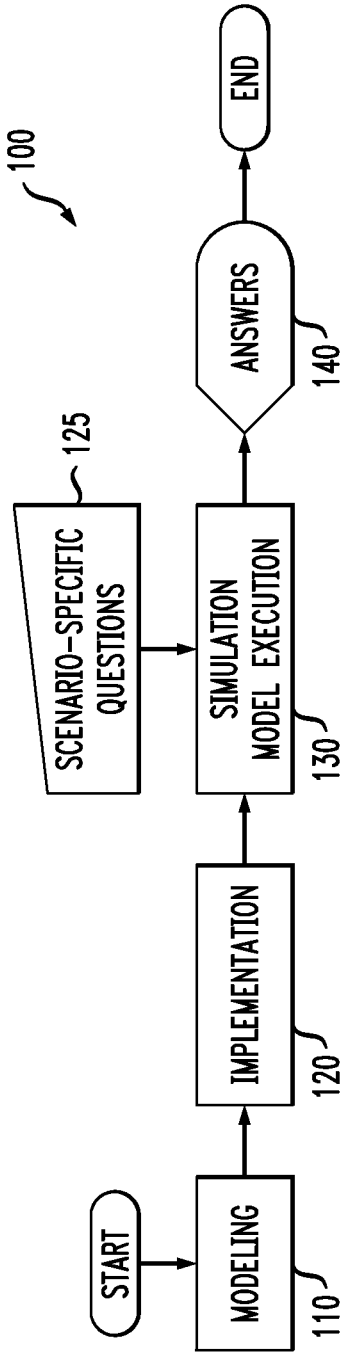 100
START
MODELING
110
IMPLEMENTATION
120
SCENARIO-SPECIFIC
QUESTIONS
125
SIMULATION
MODEL EXECUTION
130
ANSWERS
140
END